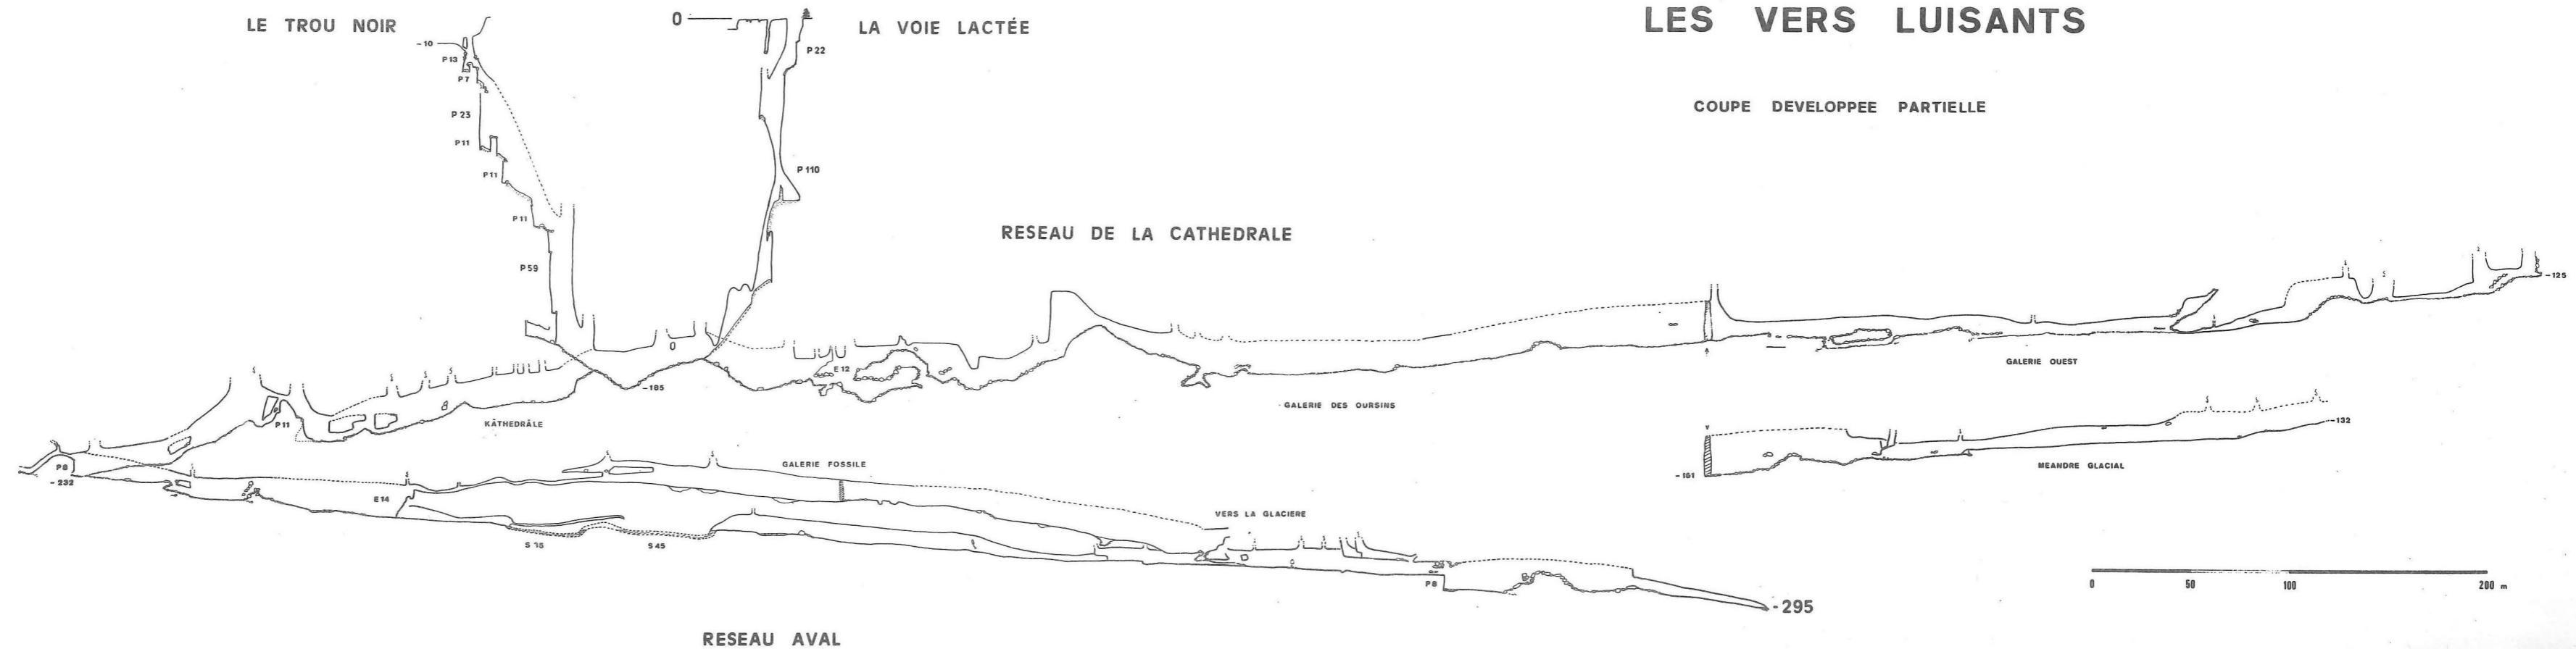 LES VERS LUISANTS
COUPE DEVELOPPEE PARTIELLE
LE TROU NOIR
LA VOIE LACTÉE
0
-10
P13
P7
P23
P11
P11
P11
P59
P22
P110
RESEAU DE LA CATHEDRALE
-125
-185
E12
GALERIE DES OURSINS
GALERIE OUEST
P11
KÄTHEDRÄLE
P8
-232
GALERIE FOSSILE
E14
S 45
VERS LA GLACIERE
P8
-295
-132
-161
MEANDRE GLACIAL
0 50 100 200 m
RESEAU AVAL